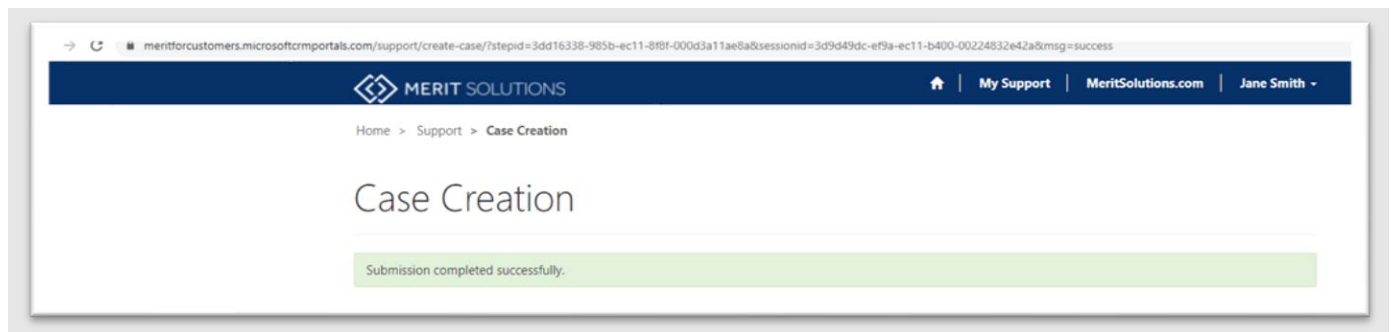 meritforcustomers.microsoftcrmportals.com/support/create-case/?stepid=3dd16338-985b-ec11-8f8f-000d3a11ae8a&sessionid=3d9d49dc-ef9a-ec11-b400-00224832e42a&msg=success
MERIT SOLUTIONS | My Support | MeritSolutions.com | Jane Smith
Home > Support > Case Creation
Case Creation
Submission completed successfully.